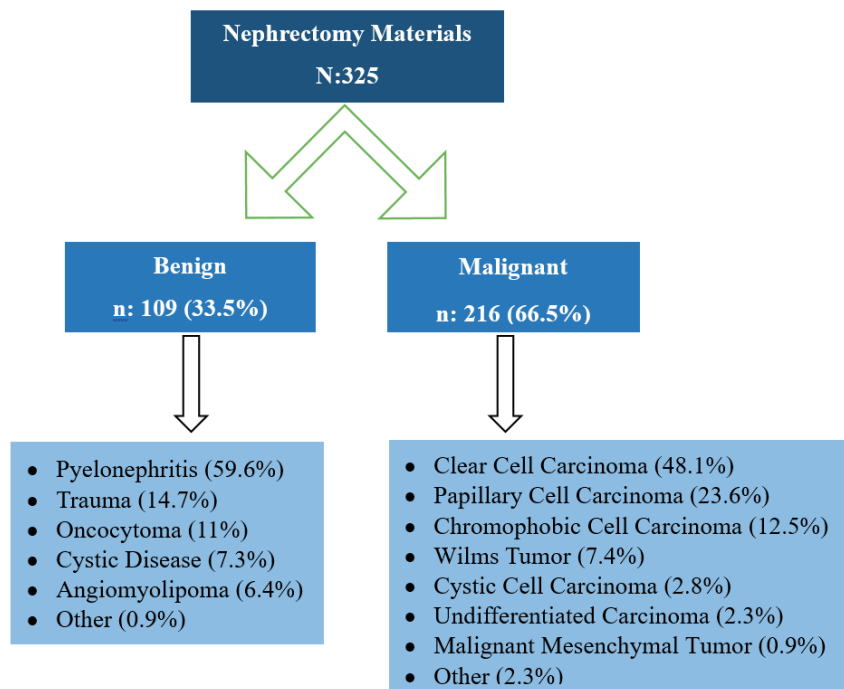 Nephrectomy Materials
N:325
Benign
n: 109 (33.5%)
Malignant
n: 216 (66.5%)
• Pyelonephritis (59.6%)
• Trauma (14.7%)
• Oncocytoma (11%)
• Cystic Disease (7.3%)
• Angiomyolipoma (6.4%)
• Other (0.9%)
• Clear Cell Carcinoma (48.1%)
• Papillary Cell Carcinoma (23.6%)
• Chromophobic Cell Carcinoma (12.5%)
• Wilms Tumor (7.4%)
• Cystic Cell Carcinoma (2.8%)
• Undifferentiated Carcinoma (2.3%)
• Malignant Mesenchymal Tumor (0.9%)
• Other (2.3%)